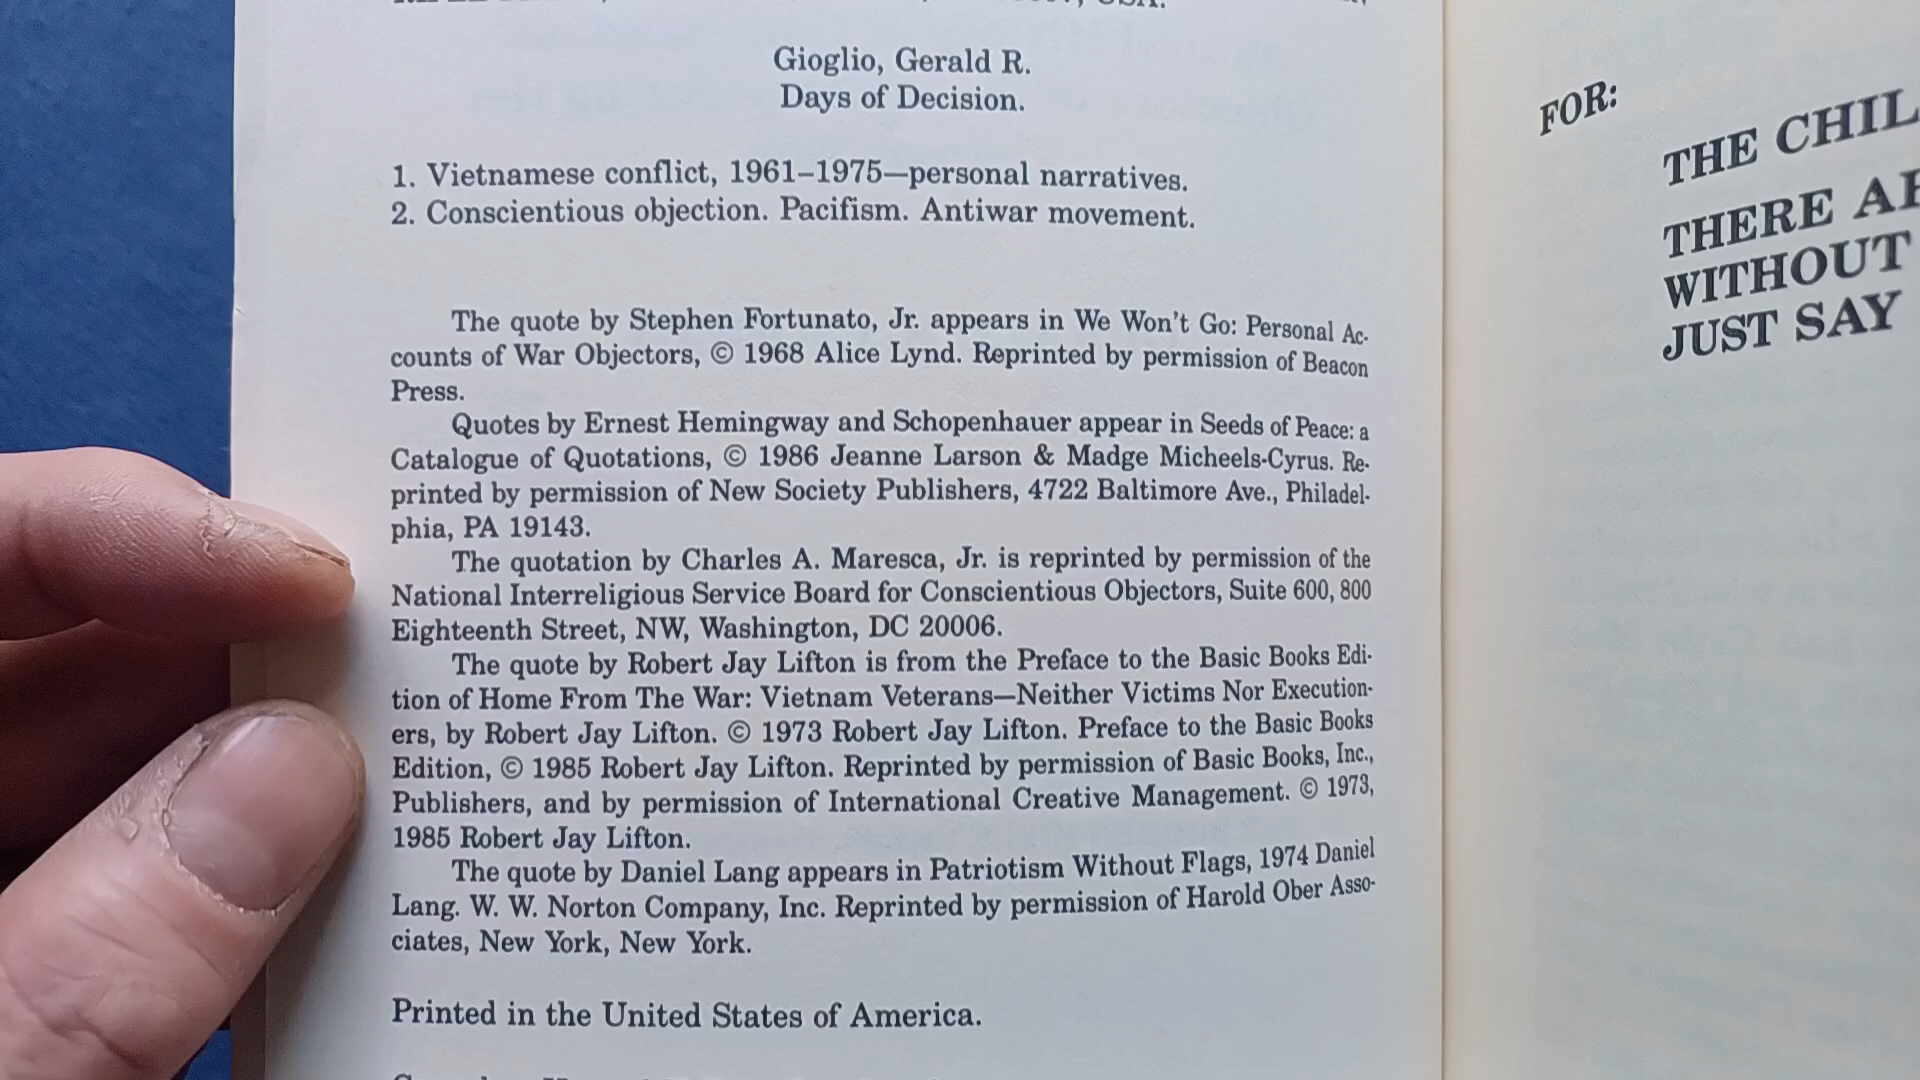 USA.
Gioglio, Gerald R.
Days of Decision.
1. Vietnamese conflict, 1961–1975—personal narratives.
2. Conscientious objection. Pacifism. Antiwar movement.
The quote by Stephen Fortunato, Jr. appears in We Won't Go: Personal Ac-
counts of War Objectors, © 1968 Alice Lynd. Reprinted by permission of Beacon
Press.
Quotes by Ernest Hemingway and Schopenhauer appear in Seeds of Peace: a
Catalogue of Quotations, © 1986 Jeanne Larson & Madge Micheels-Cyrus. Re-
printed by permission of New Society Publishers, 4722 Baltimore Ave., Philadel-
phia, PA 19143.
The quotation by Charles A. Maresca, Jr. is reprinted by permission of the
National Interreligious Service Board for Conscientious Objectors, Suite 600, 800
Eighteenth Street, NW, Washington, DC 20006.
The quote by Robert Jay Lifton is from the Preface to the Basic Books Edi-
tion of Home From The War: Vietnam Veterans—Neither Victims Nor Execution-
ers, by Robert Jay Lifton. © 1973 Robert Jay Lifton. Preface to the Basic Books
Edition, © 1985 Robert Jay Lifton. Reprinted by permission of Basic Books, Inc.,
Publishers, and by permission of International Creative Management. © 1973,
1985 Robert Jay Lifton.
The quote by Daniel Lang appears in Patriotism Without Flags, 1974 Daniel
Lang. W. W. Norton Company, Inc. Reprinted by permission of Harold Ober Asso-
ciates, New York, New York.
Printed in the United States of America.
FOR:
THE CHIL
THERE
WITHOUT
JUST SAY